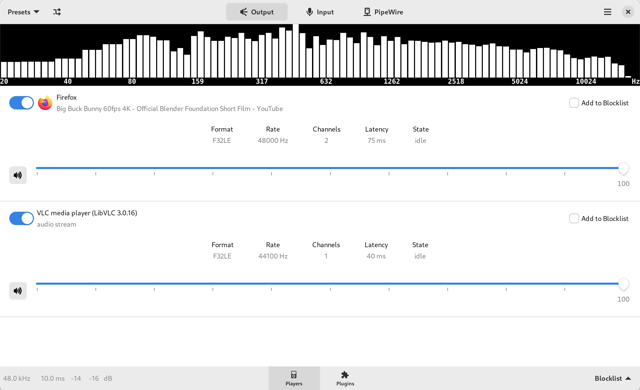 Presets Output Input PipeWire
20 40 80 159 317 632 1262 2518 5024 10024 Hz
Firefox
Big Buck Bunny 60fps 4K - Official Blender Foundation Short Film - YouTube
Add to Blocklist
Format Rate Channels Latency State
F32LE 48000 Hz 2 75 ms idle
100
VLC media player (LibVLC 3.0.16)
audio stream
Add to Blocklist
Format Rate Channels Latency State
F32LE 44100 Hz 1 40 ms idle
100
48.0 kHz 10.0 ms -14 -16 dB
Players Plugins
Blocklist